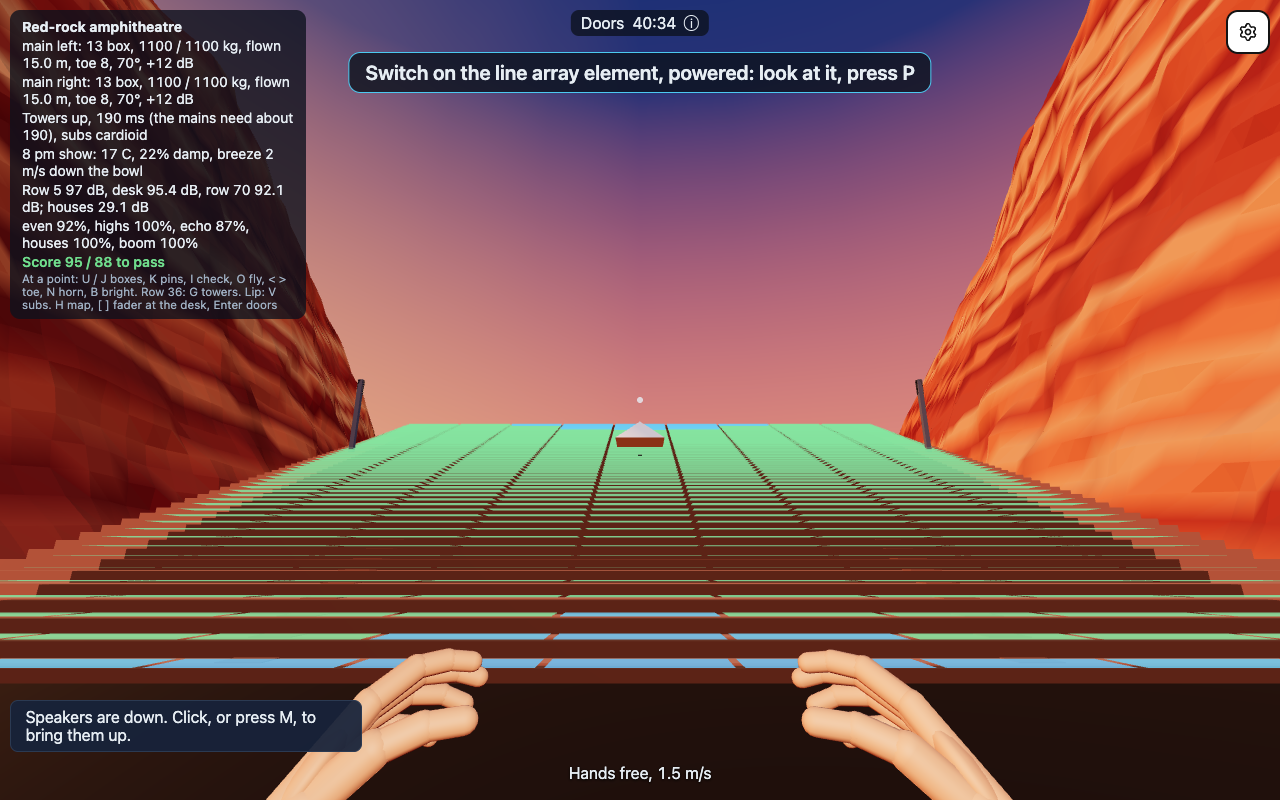 Red-rock amphitheatre
main left: 13 box, 1100 / 1100 kg, flown
15.0 m, toe 8, 70°, +12 dB
main right: 13 box, 1100 / 1100 kg, flown
15.0 m, toe 8, 70°, +12 dB
Towers up, 190 ms (the mains need about
190), subs cardioid
8 pm show: 17 C, 22% damp, breeze 2
m/s down the bowl
Row 5 97 dB, desk 95.4 dB, row 70 92.1
dB; houses 29.1 dB
even 92%, highs 100%, echo 87%,
houses 100%, boom 100%
Score 95 / 88 to pass
At a point: U / J boxes, K pins, I check, O fly, < >
toe, N horn, B bright. Row 36: G towers. Lip: V
subs. H map, [ ] fader at the desk, Enter doors
Doors 40:34 ⓘ
Switch on the line array element, powered: look at it, press P
Speakers are down. Click, or press M, to
bring them up.
Hands free, 1.5 m/s